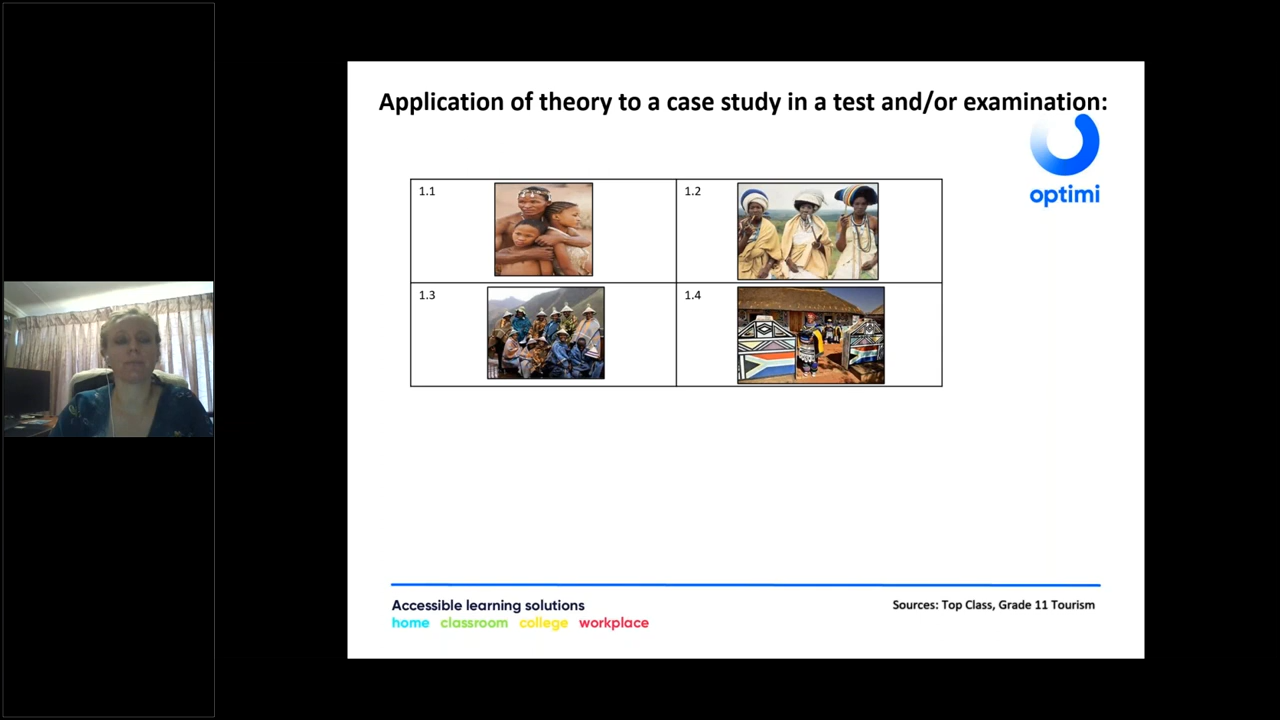 Application of theory to a case study in a test and/or examination:
optimi
1.1
1.2
1.3
1.4
Accessible learning solutions
home classroom college workplace
Sources: Top Class, Grade 11 Tourism